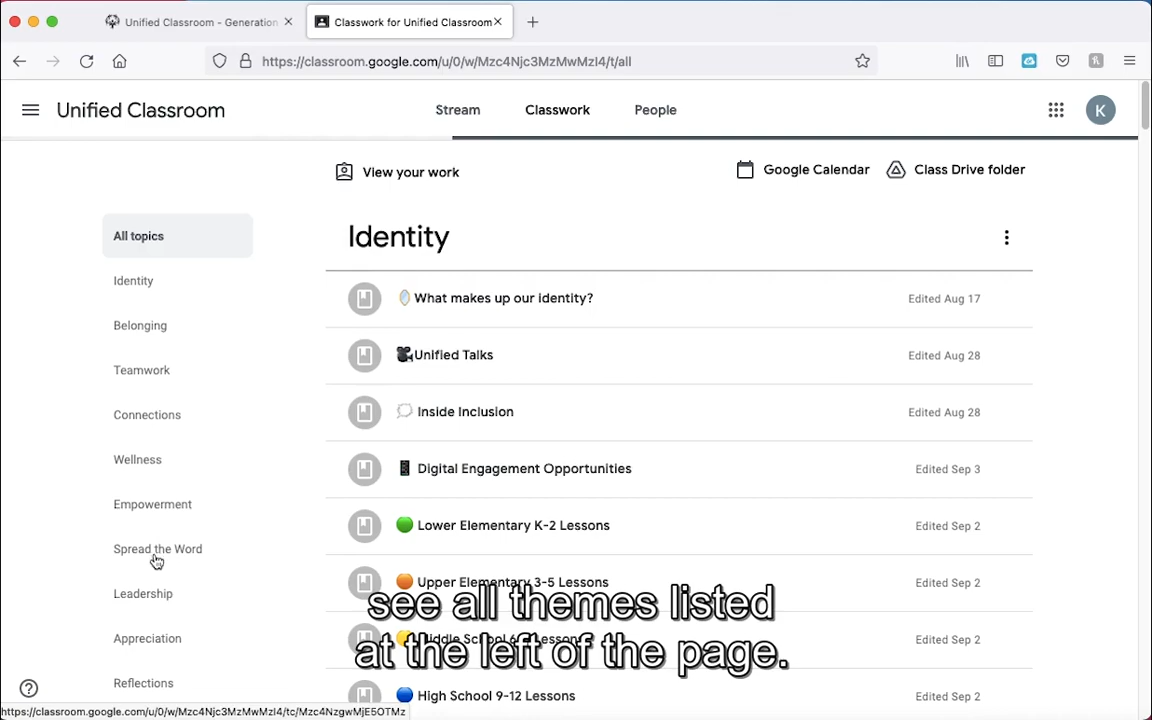 Unified Classroom - Generation
Classwork for Unified Classroom
https://classroom.google.com/u/0/w/Mzc4Njc3MzMwMzI4/t/all
Unified Classroom
Stream
Classwork
People
K
View your work
Google Calendar
Class Drive folder
All topics
Identity
Belonging
Teamwork
Connections
Wellness
Empowerment
Spread the Word
Leadership
Appreciation
Reflections
Identity
What makes up our identity?
Edited Aug 17
Unified Talks
Edited Aug 28
Inside Inclusion
Edited Aug 28
Digital Engagement Opportunities
Edited Sep 3
Lower Elementary K-2 Lessons
Edited Sep 2
Upper Elementary 3-5 Lessons
Edited Sep 2
Edited Sep 2
High School 9-12 Lessons
Edited Sep 2
see all themes listed
at the left of the page.
https://classroom.google.com/u/0/w/Mzc4Njc3MzMwMzI4/tc/Mzc4NzgwMjE5OTMz